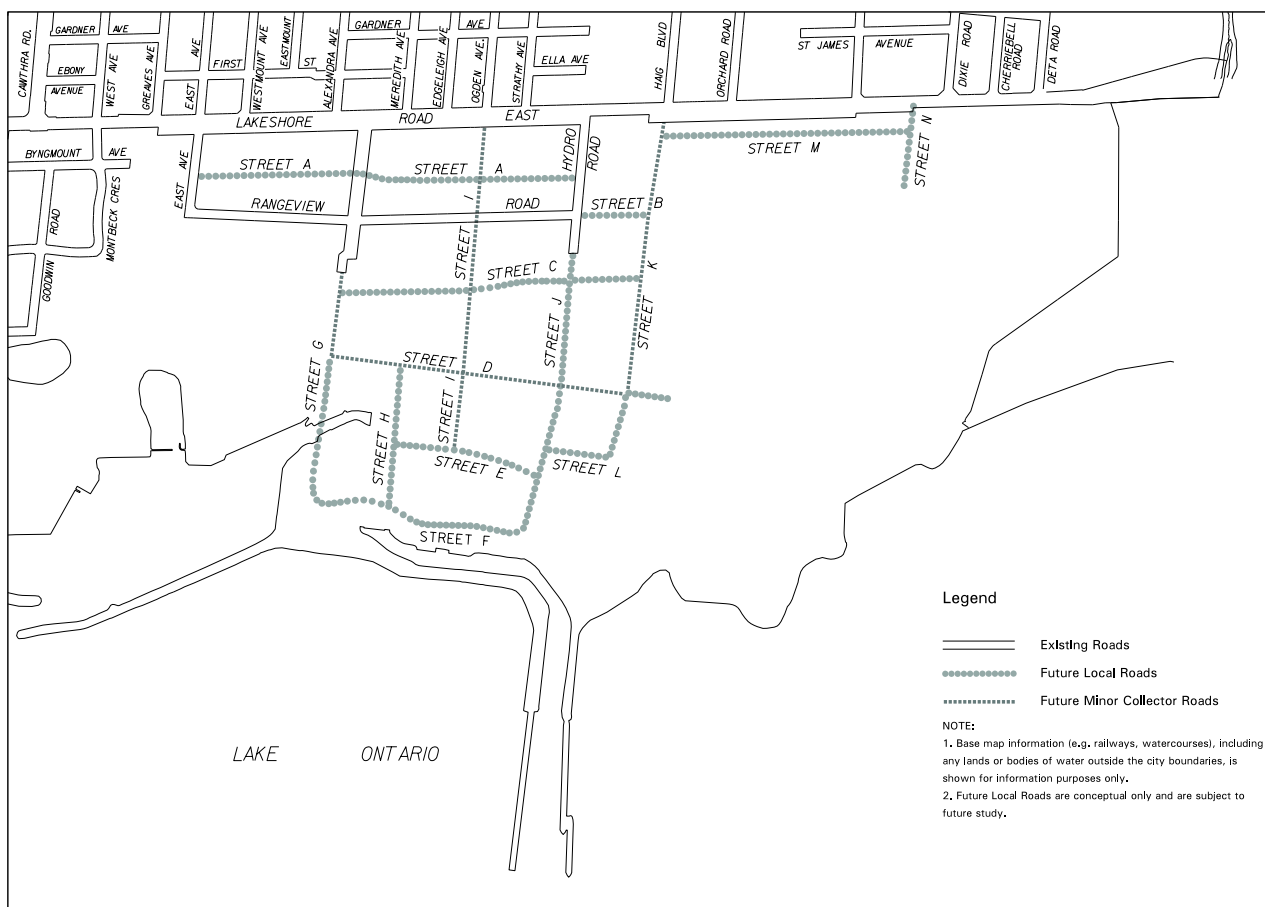 CAWTHRA RD.
GARDNER AVE
EBONY
AVENUE
WEST AVE
GREAVES AVE
EAST AVE
FIRST ST
WESTMOUNT AVE
EASTMOUNT
ALEXANDRA AVE
GARDNER AVE
MEREDITH AVE
EDGELEIGH AVE
OGDEN AVE
STRATHY AVE
ELLA AVE
HAIG BLVD
ORCHARD ROAD
ST JAMES AVENUE
DIXIE ROAD
CHERRIEBELL
ROAD
DETA ROAD
LAKESHORE ROAD EAST
BYNGMOUNT AVE
MONTBECK CRES
GOODWIN ROAD
EAST AVE
STREET A
STREET A
HYDRO ROAD
STREET M
STREET N
RANGEVIEW ROAD
STREET B
STREET I
STREET C
STREET K
STREET J
STREET G
STREET D
STREET I
STREET H
STREET E
STREET L
STREET F
LAKE ONTARIO
Legend
Existing Roads
Future Local Roads
Future Minor Collector Roads
NOTE:
1. Base map information (e.g. railways, watercourses), including
any lands or bodies of water outside the city boundaries, is
shown for information purposes only.
2. Future Local Roads are conceptual only and are subject to
future study.